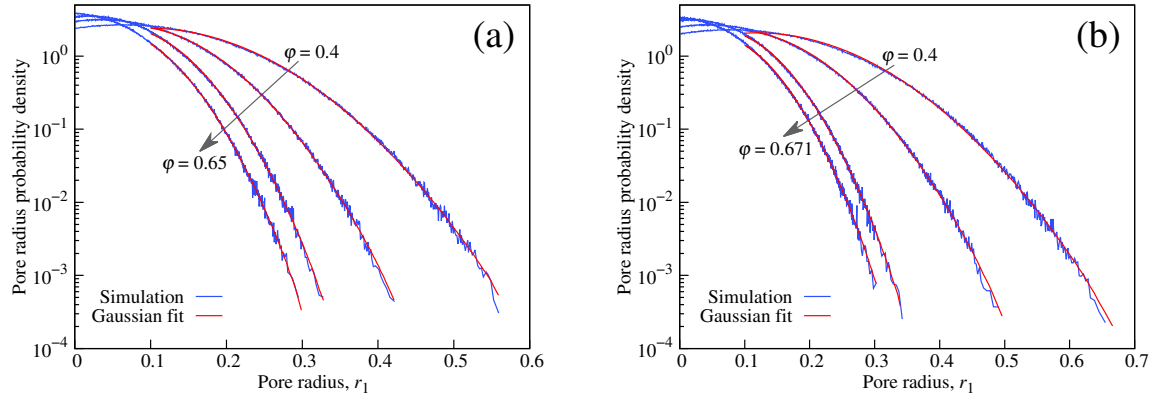 (a)
Pore radius probability density
10^0
10^-1
10^-2
10^-3
10^-4
φ = 0.4
φ = 0.65
Simulation
Gaussian fit
0 0.1 0.2 0.3 0.4 0.5 0.6
Pore radius, r₁
(b)
Pore radius probability density
10^0
10^-1
10^-2
10^-3
10^-4
φ = 0.4
φ = 0.671
Simulation
Gaussian fit
0 0.1 0.2 0.3 0.4 0.5 0.6 0.7
Pore radius, r₁